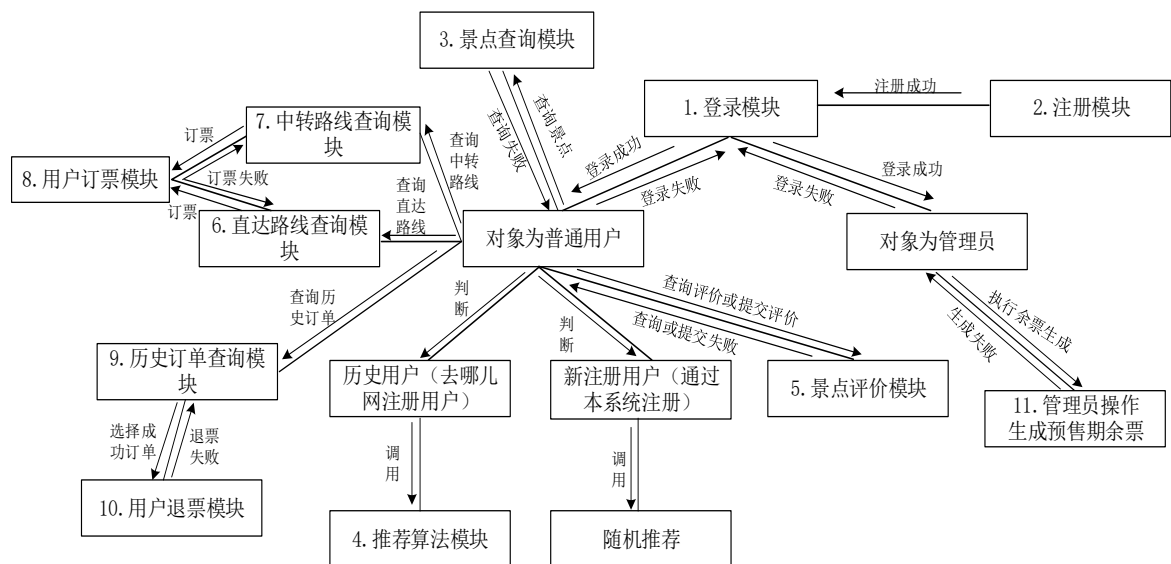 3.景点查询模块
注册成功
1.登录模块
2.注册模块
查询失败
查询景点
订票
7.中转路线查询模
块
查询
中转
路线
登录成功
登录失败
登录失败
登录成功
8.用户订票模块
订票失败
订票
查询
直达
路线
6.直达路线查询模
块
对象为普通用户
对象为管理员
查询历
史订单
判
断
判
断
查询评价或提交评价
查询或提交失败
执行余票生成
生成失败
9.历史订单查询模
块
历史用户（去哪儿
网注册用户）
新注册用户（通过
本系统注册）
5.景点评价模块
11.管理员操作
生成预售期余票
选择成
功订单
退票
失败
调
用
调
用
10.用户退票模块
4.推荐算法模块
随机推荐